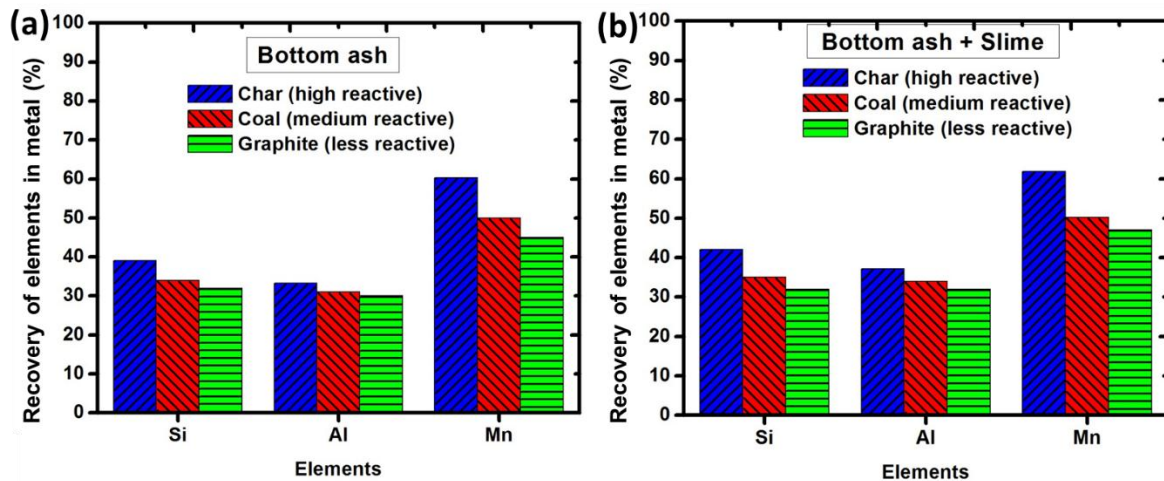 (a)
Bottom ash
Char (high reactive)
Coal (medium reactive)
Graphite (less reactive)
Recovery of elements in metal (%)
100
90
80
70
60
50
40
30
20
10
0
Si Al Mn
Elements
(b)
Bottom ash + Slime
Char (high reactive)
Coal (medium reactive)
Graphite (less reactive)
Recovery of elements in metal (%)
100
90
80
70
60
50
40
30
20
10
0
Si Al Mn
Elements